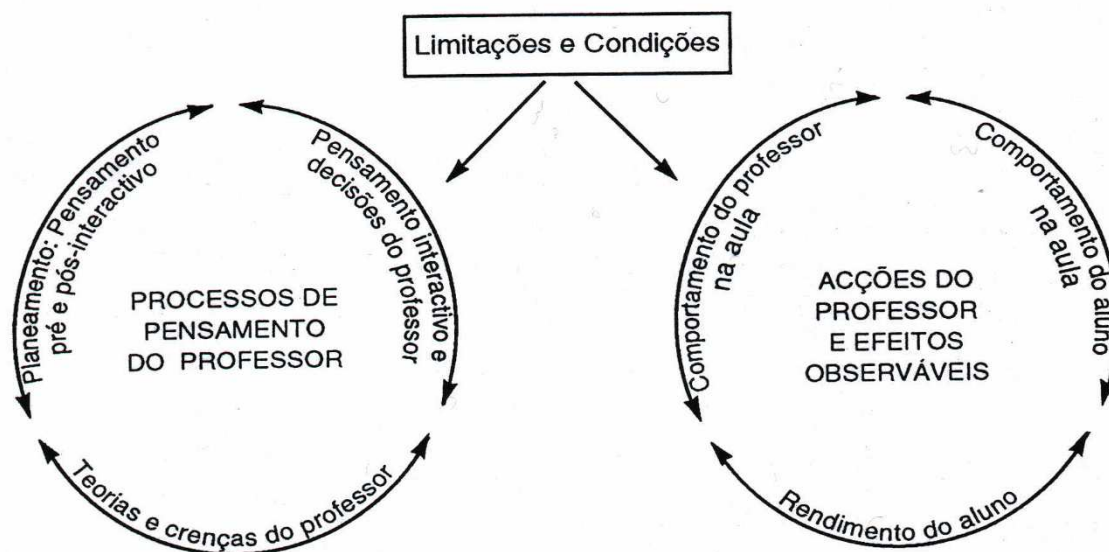 Limitações e Condições
Planeamento: Pensamento
pré e pós-interactivo
Pensamento interactivo e
decisões do professor
PROCESSOS DE
PENSAMENTO
DO PROFESSOR
Teorias e crenças do professor
Comportamento do professor
na aula
Comportamento do aluno
na aula
ACÇÕES DO
PROFESSOR
E EFEITOS
OBSERVÁVEIS
Rendimento do aluno